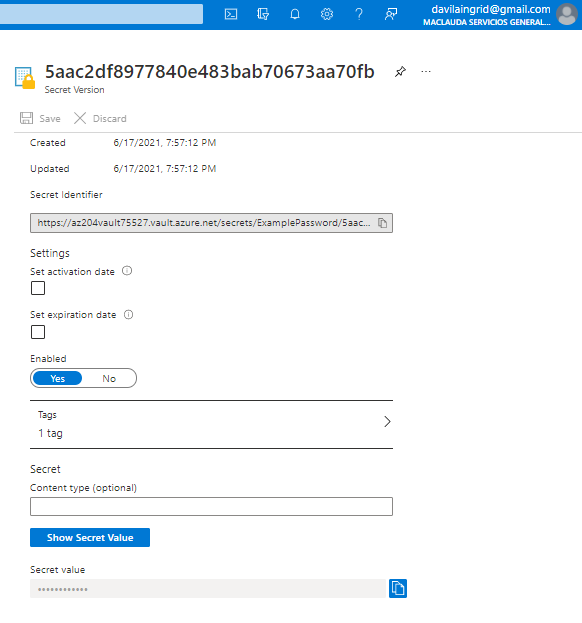 davilaingrid@gmail.com
MACLAUDA SERVICIOS GENERAL...
5aac2df8977840e483bab70673aa70fb
Secret Version
Save Discard
Created 6/17/2021, 7:57:12 PM
Updated 6/17/2021, 7:57:12 PM
Secret Identifier
https://az204vault75527.vault.azure.net/secrets/ExamplePassword/5aac...
Settings
Set activation date
Set expiration date
Enabled
Yes No
Tags
1 tag
Secret
Content type (optional)
Show Secret Value
Secret value
••••••••••••